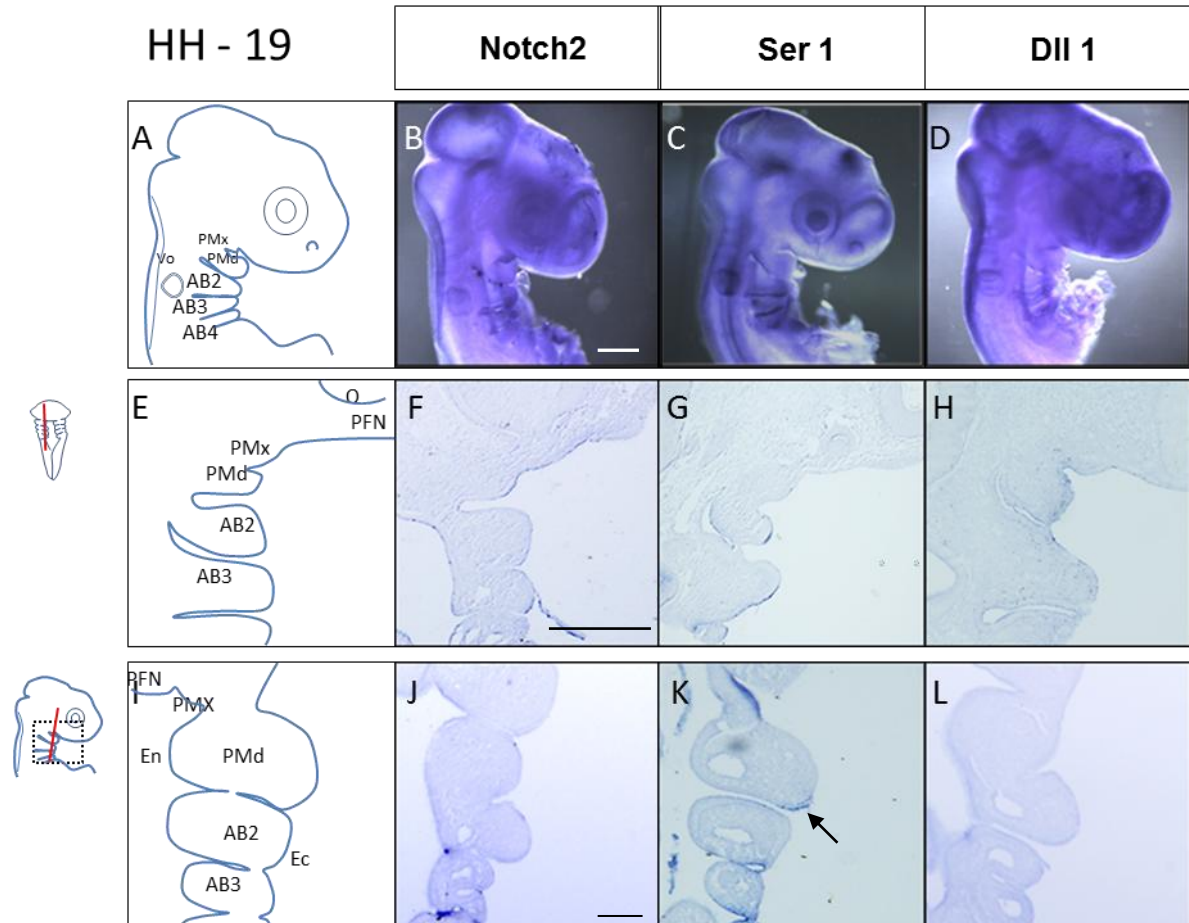 HH - 19
Notch2
Ser 1
Dll 1
A
PMx
Vo
PMd
AB2
AB3
AB4
B
C
D
E
O
PFN
PMx
PMd
AB2
AB3
F
G
H
PFN
I
PMX
En
PMd
AB2
Ec
AB3
J
K
L